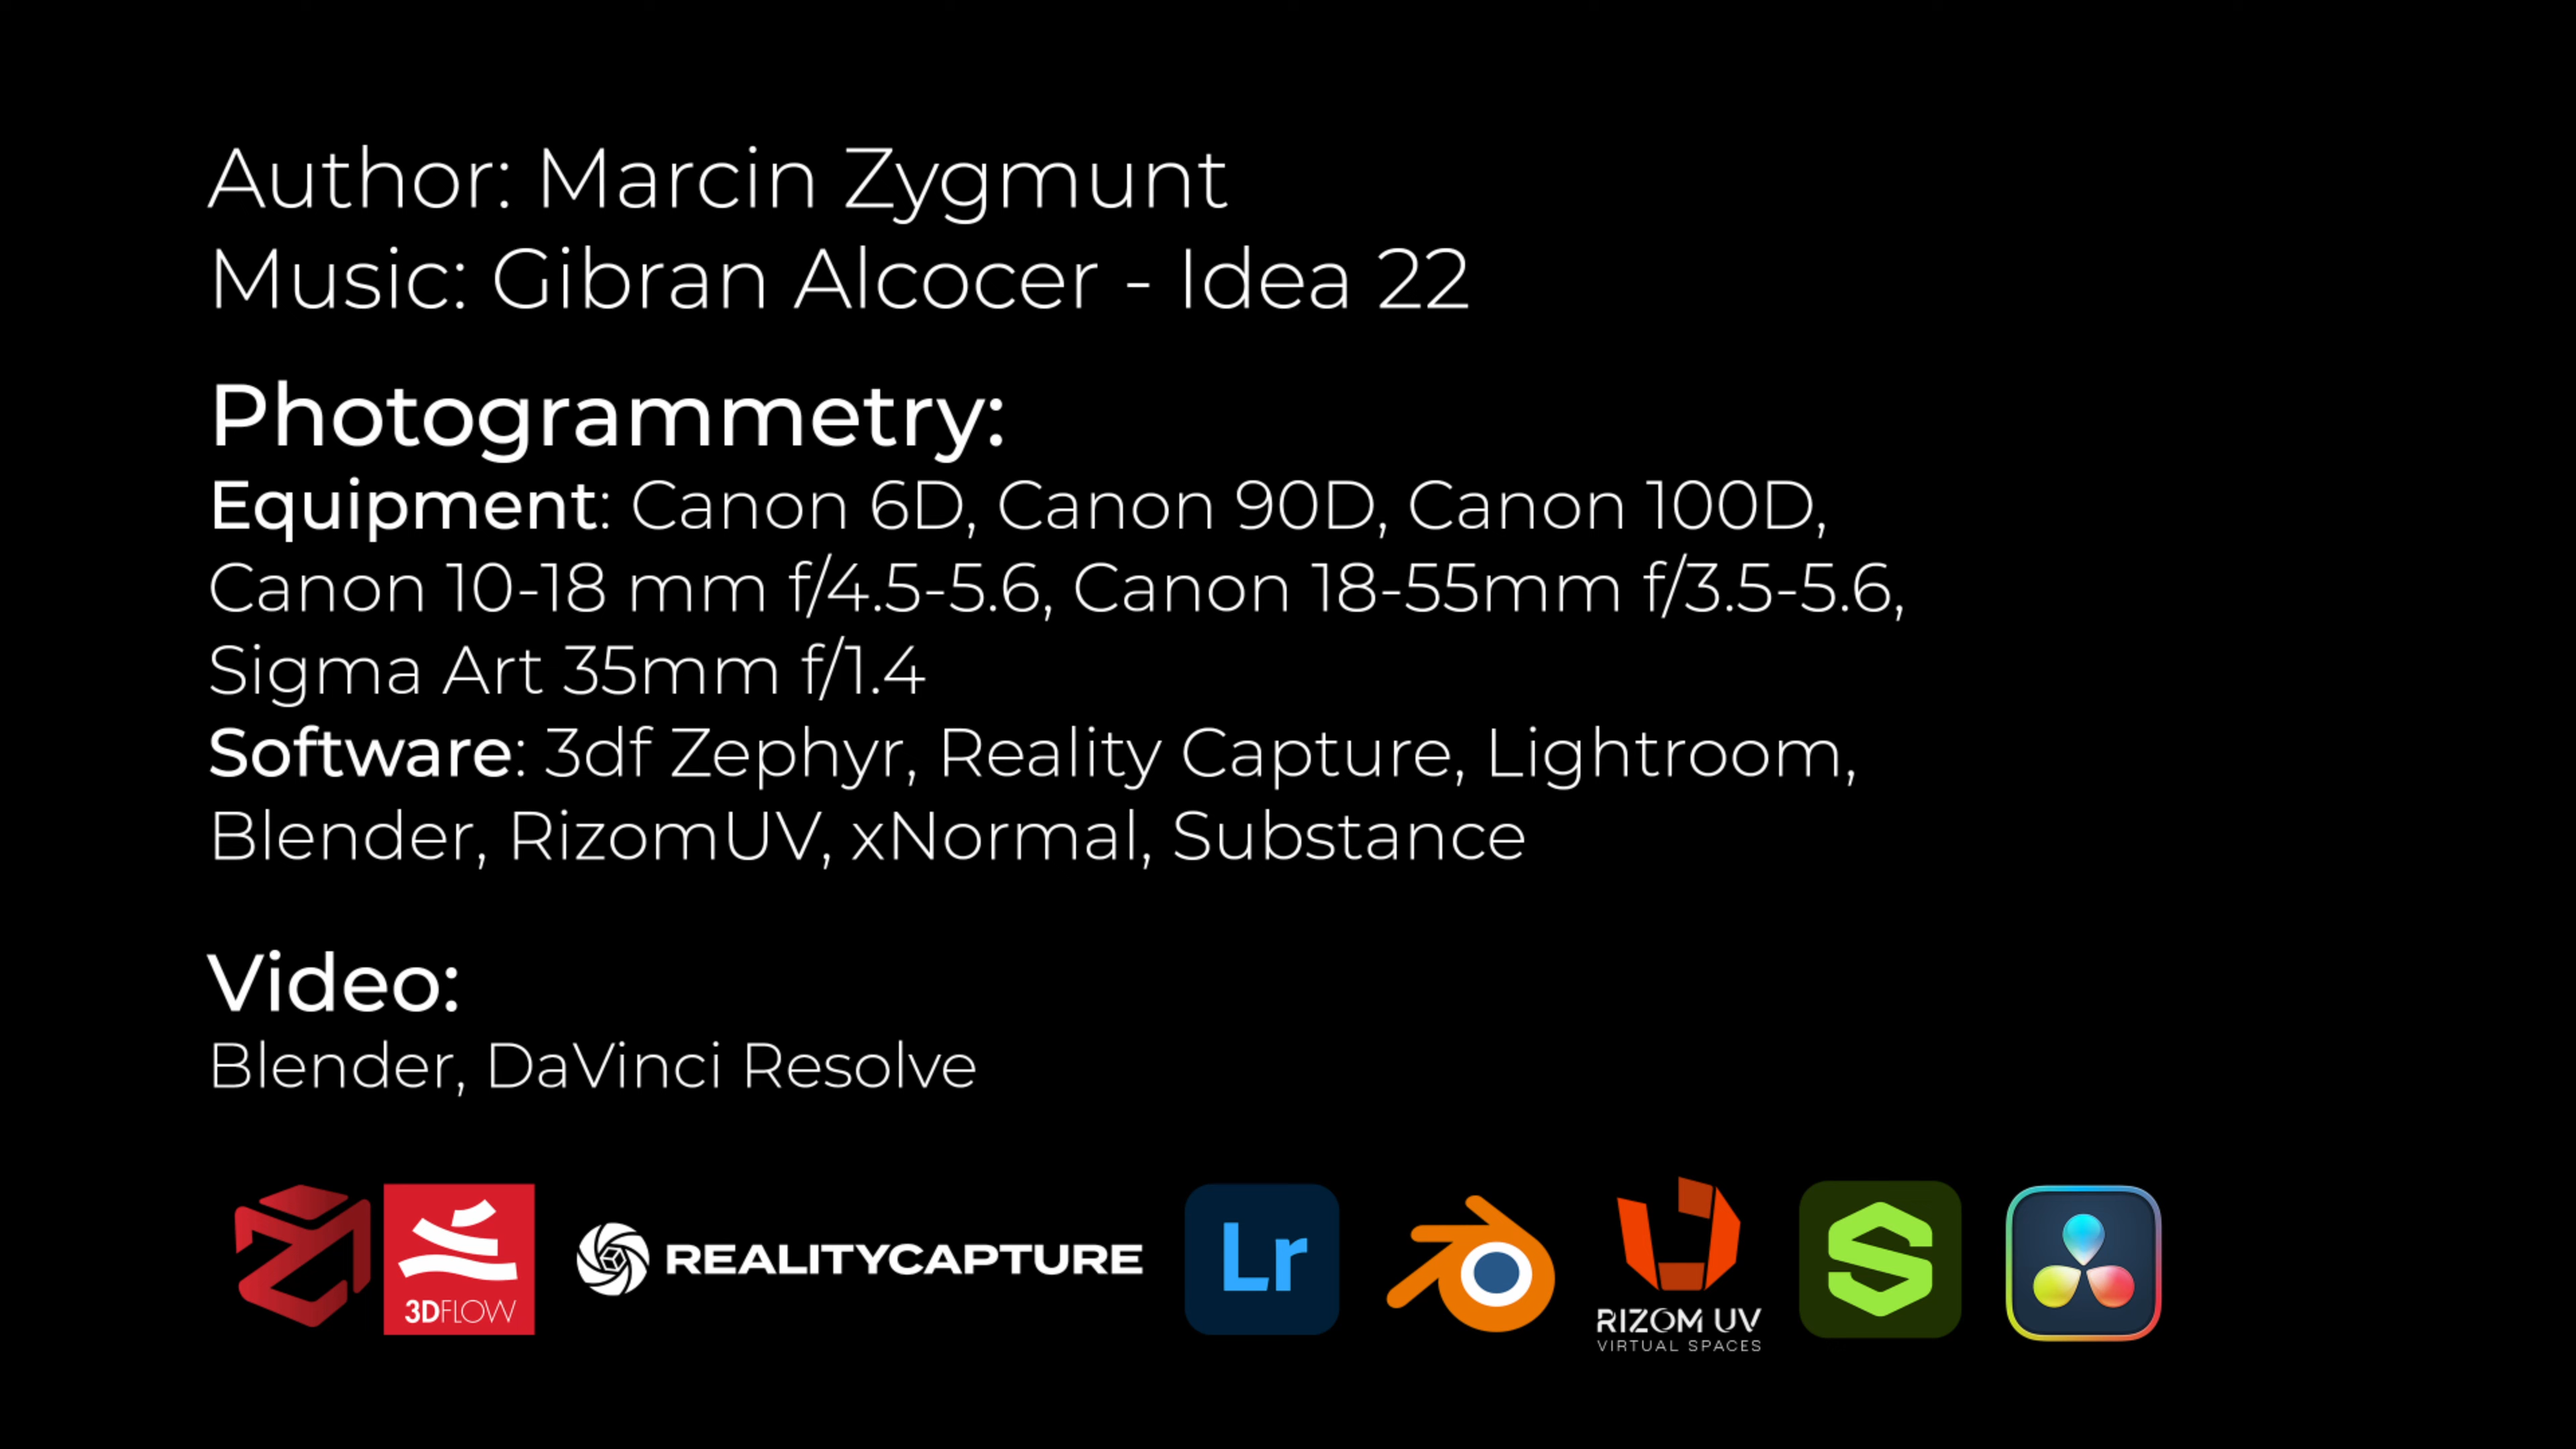 Author: Marcin Zygmunt
Music: Gibran Alcocer - Idea 22
Photogrammetry:
Equipment: Canon 6D, Canon 90D, Canon 100D,
Canon 10-18 mm f/4.5-5.6, Canon 18-55mm f/3.5-5.6,
Sigma Art 35mm f/1.4
Software: 3df Zephyr, Reality Capture, Lightroom,
Blender, RizomUV, xNormal, Substance
Video:
Blender, DaVinci Resolve
3DFLOW
REALITYCAPTURE
Lr
RIZOM UV
VIRTUAL SPACES